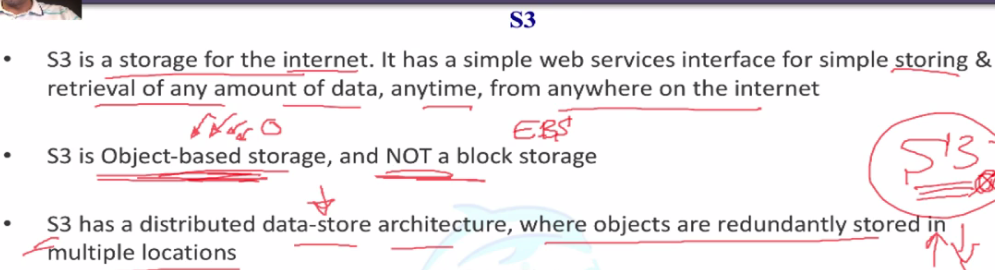 S3
• S3 is a storage for the internet. It has a simple web services interface for simple storing &
retrieval of any amount of data, anytime, from anywhere on the internet
EBS
• S3 is Object-based storage, and NOT a block storage
S3
• S3 has a distributed data-store architecture, where objects are redundantly stored in
multiple locations